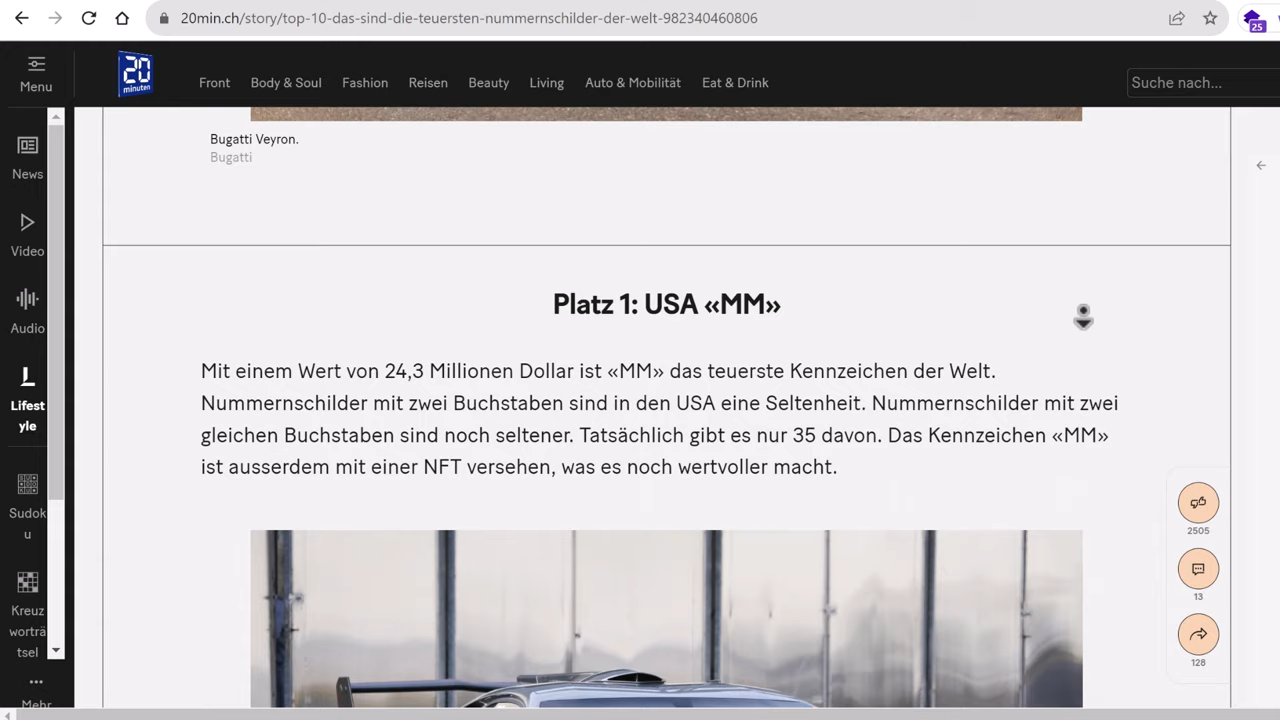 20min.ch/story/top-10-das-sind-die-teuersten-nummernschilder-der-welt-982340460806
25
Menu
20
minuten
Front
Body & Soul
Fashion
Reisen
Beauty
Living
Auto & Mobilität
Eat & Drink
Suche nach...
News
Video
Audio
Lifest
yle
Sudok
u
Kreuz
worträ
tsel
Mehr
Bugatti Veyron.
Bugatti
Platz 1: USA «MM»
Mit einem Wert von 24,3 Millionen Dollar ist «MM» das teuerste Kennzeichen der Welt.
Nummernschilder mit zwei Buchstaben sind in den USA eine Seltenheit. Nummernschilder mit zwei
gleichen Buchstaben sind noch seltener. Tatsächlich gibt es nur 35 davon. Das Kennzeichen «MM»
ist ausserdem mit einer NFT versehen, was es noch wertvoller macht.
2505
13
128